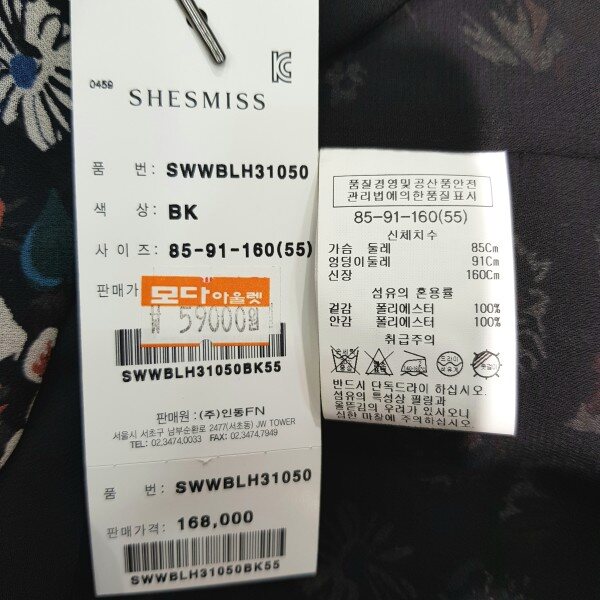 0459
SHESMISS
품 번: SWWBLH31050
색 상: BK
사 이 즈: 85-91-160(55)
판매가
모다아울렛
₩ 59000원
SWWBLH31050BK55
판매원 : (주)인동FN
서울시 서초구 남부순환로 2477(서초동) JW TOWER
TEL: 02.3474.0033 FAX: 02.3474.7949
품 번: SWWBLH31050
판매가격: 168,000
SWWBLH31050BK55
품질경영및공산품안전
관리법에의한품질표시
85-91-160(55)
신체치수
가슴 둘레 85Cm
엉덩이둘레 91Cm
신장 160Cm
섬유의 혼용률
겉감 폴리에스터 100%
안감 폴리에스터 100%
취급주의
드라이
반드시 단독드라이 하십시오.
섬유의 특성상 필링과
올뜯김의 우려가 있사오니
심한 마찰에 주의하십시오